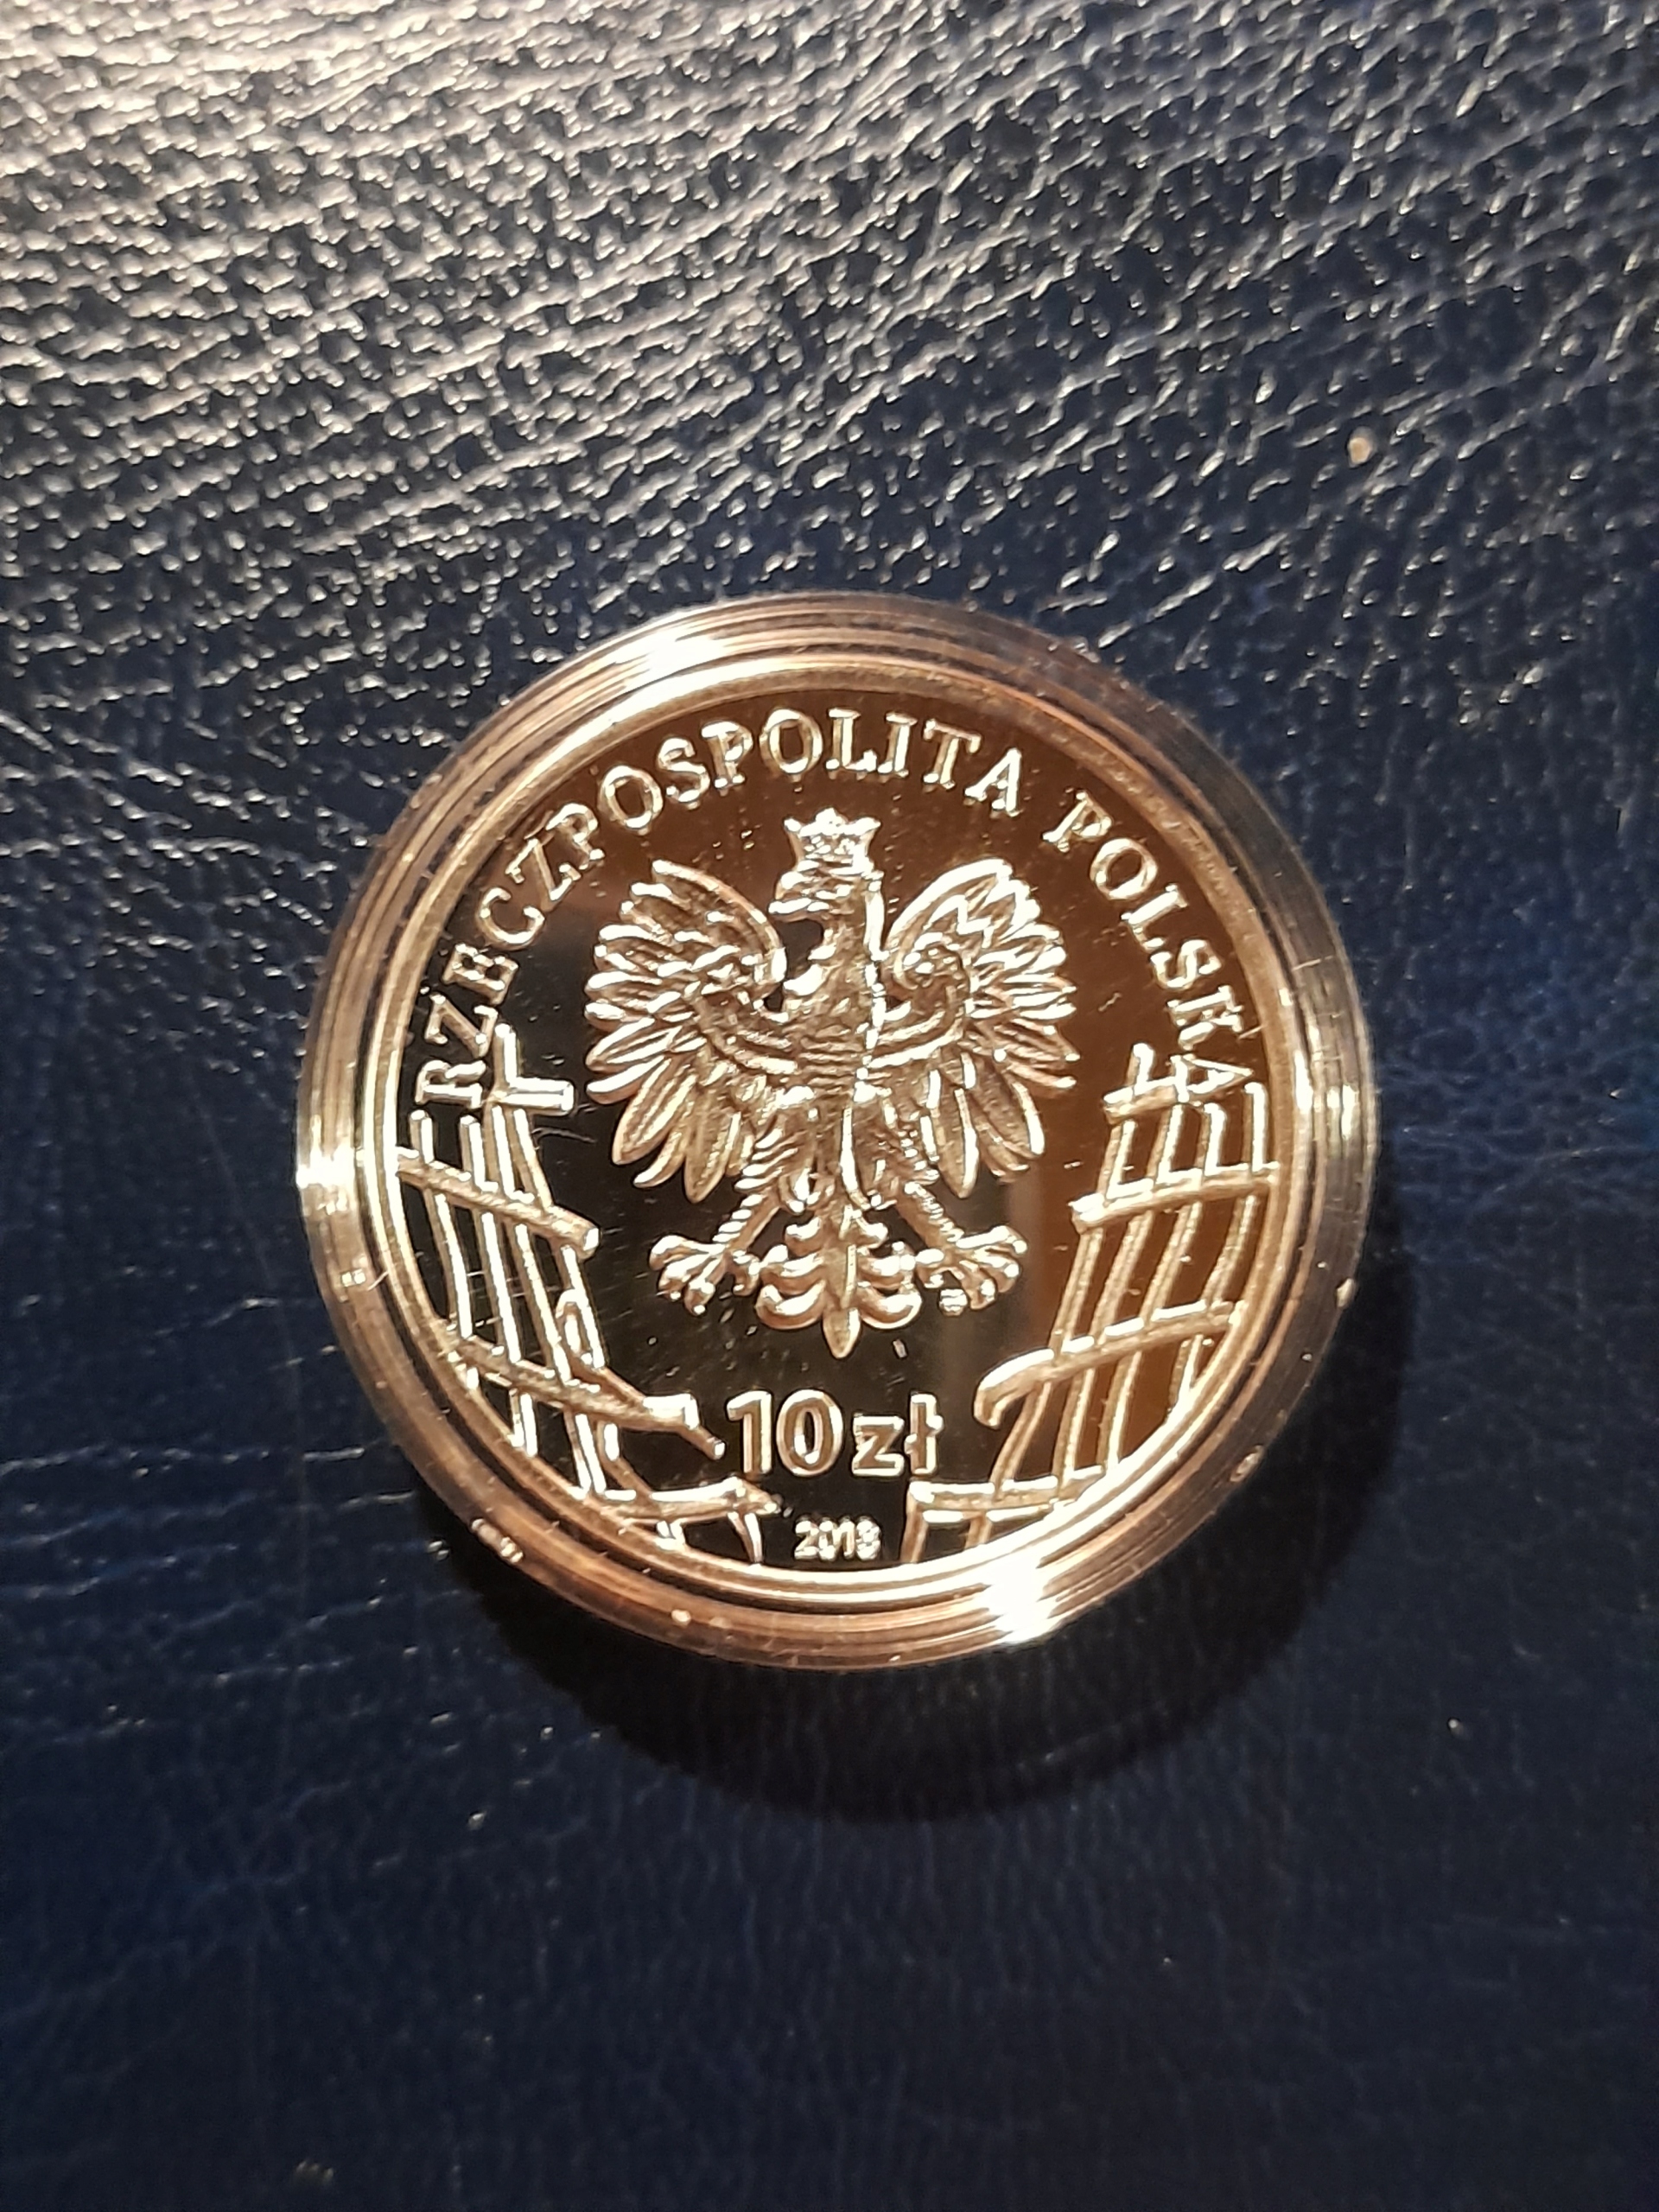 RZECZPOSPOLITA POLSKA
10 zł
2018